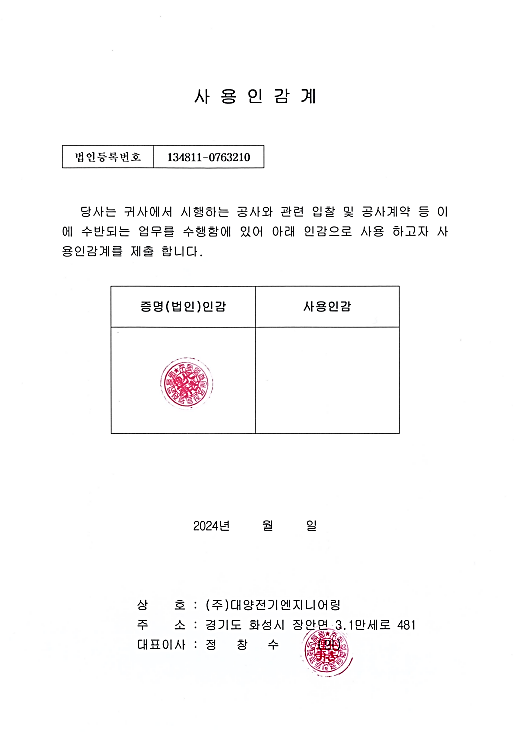 사 용 인 감 계
법인등록번호 134811-0763210
당사는 귀사에서 시행하는 공사와 관련 입찰 및 공사계약 등 이
에 수반되는 업무를 수행함에 있어 아래 인감으로 사용 하고자 사
용인감계를 제출 합니다.
증명(법인)인감 사용인감
2024년 월 일
상 호 : (주)대양전기엔지니어링
주 소 : 경기도 화성시 장안면 3.1만세로 481
대표이사 : 정 창 수